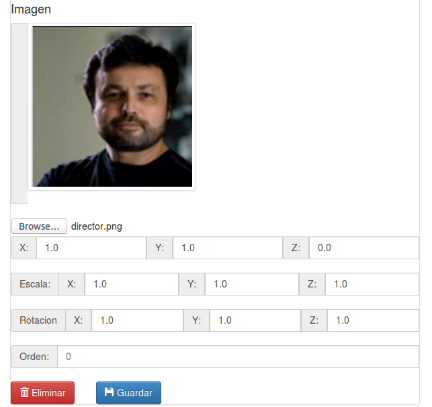 Imagen
Browse... director.png
X: 1.0 Y: 1.0 Z: 0.0
Escala: X: 1.0 Y: 1.0 Z: 1.0
Rotacion X: 1.0 Y: 1.0 Z: 1.0
Orden: 0
Eliminar Guardar